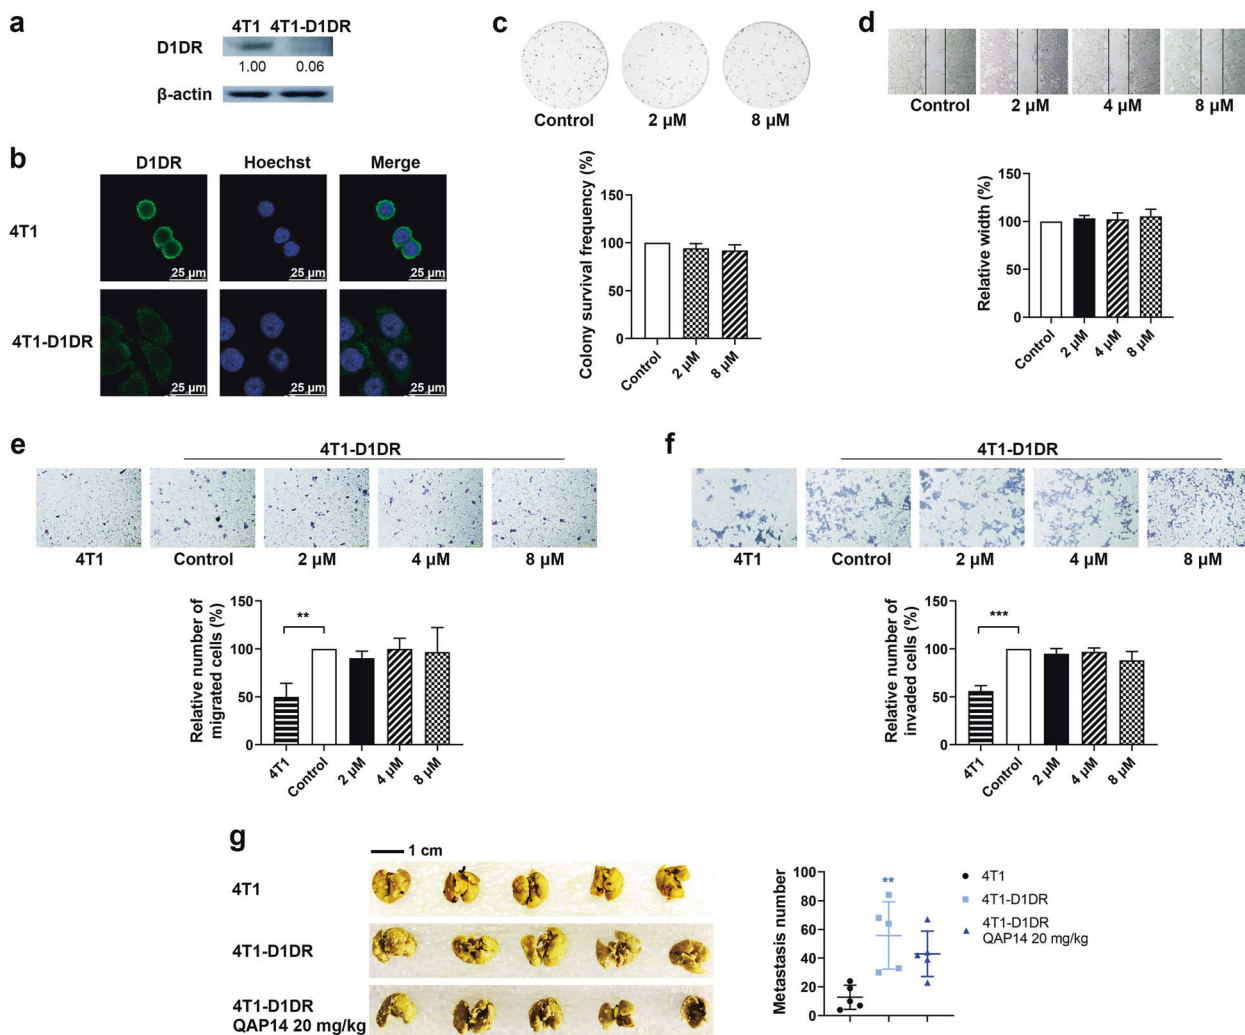 a
4T1 4T1-D1DR
D1DR
1.00 0.06
β-actin
b
D1DR Hoechst Merge
4T1
25 µm 25 µm 25 µm
4T1-D1DR
25 µm 25 µm 25 µm
c
Control 2 µM 8 µM
Colony survival frequency (%)
150
100
50
0
Control 2 µM 8 µM
d
Control 2 µM 4 µM 8 µM
Relative width (%)
150
100
50
0
Control 2 µM 4 µM 8 µM
e
4T1-D1DR
4T1 Control 2 µM 4 µM 8 µM
Relative number of
migrated cells (%)
150
**
100
50
0
4T1 Control 2 µM 4 µM 8 µM
f
4T1-D1DR
4T1 Control 2 µM 4 µM 8 µM
Relative number of
invaded cells (%)
150
***
100
50
0
4T1 Control 2 µM 4 µM 8 µM
g
1 cm
4T1
4T1-D1DR
4T1-D1DR
QAP14 20 mg/kg
Metastasis number
100
80
60
40
20
0
**
4T1
4T1-D1DR
4T1-D1DR
QAP14 20 mg/kg